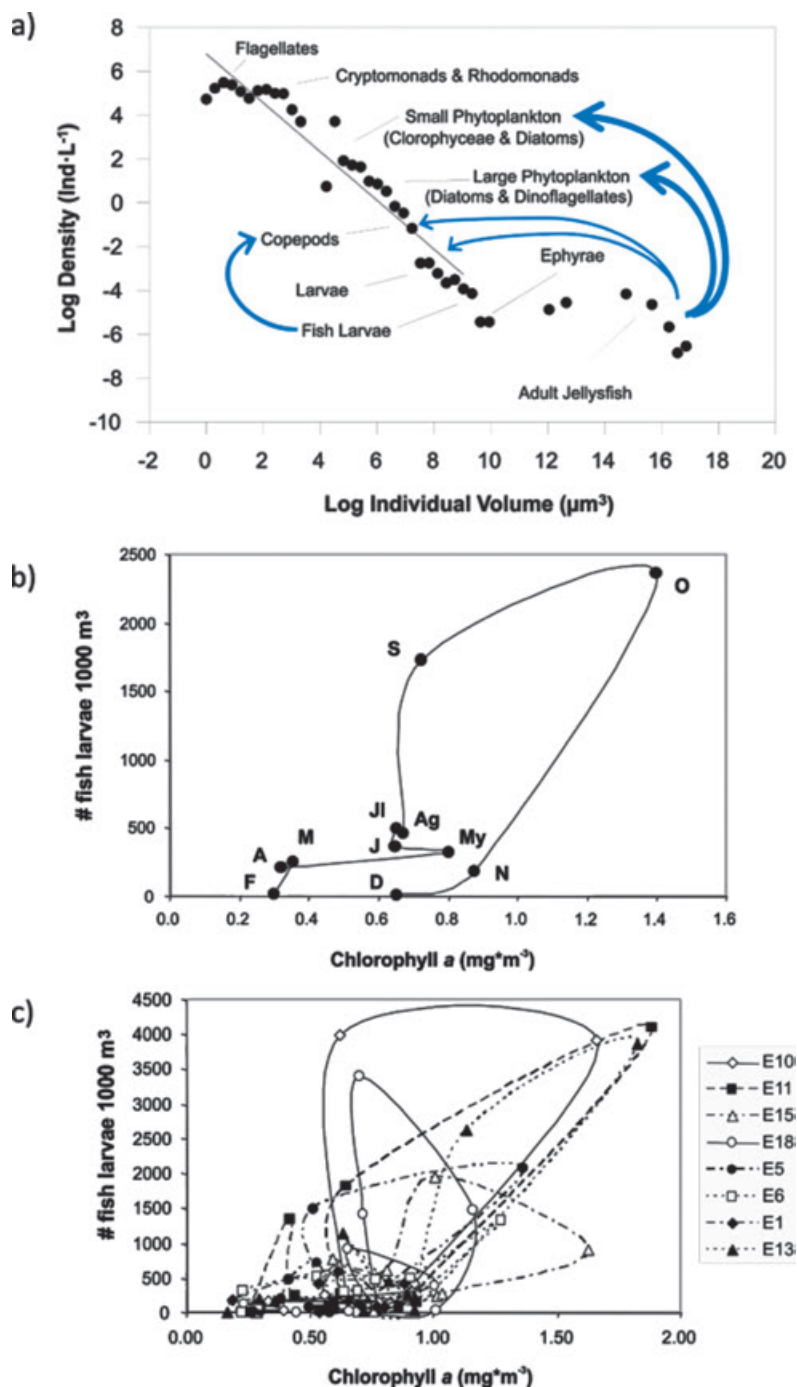 a)
8
6
4
2
0
-2
-4
-6
-8
-10
Log Density (Ind·L⁻¹)
Flagellates
Cryptomonads & Rhodomonads
Small Phytoplankton
(Clorophyceae & Diatoms)
Large Phytoplankton
(Diatoms & Dinoflagellates)
Copepods
Ephyrae
Larvae
Fish Larvae
Adult Jellysfish
-2 0 2 4 6 8 10 12 14 16 18 20
Log Individual Volume (µm³)
b)
2500
2000
1500
1000
500
0
# fish larvae 1000 m³
O
S
Jl
Ag
M
J
My
A
F
D
N
0.0 0.2 0.4 0.6 0.8 1.0 1.2 1.4 1.6
Chlorophyll a (mg*m⁻³)
c)
4500
4000
3500
3000
2500
2000
1500
1000
500
0
# fish larvae 1000 m³
E11
E5
E6
E1
0.00 0.50 1.00 1.50 2.00
Chlorophyll a (mg*m⁻³)